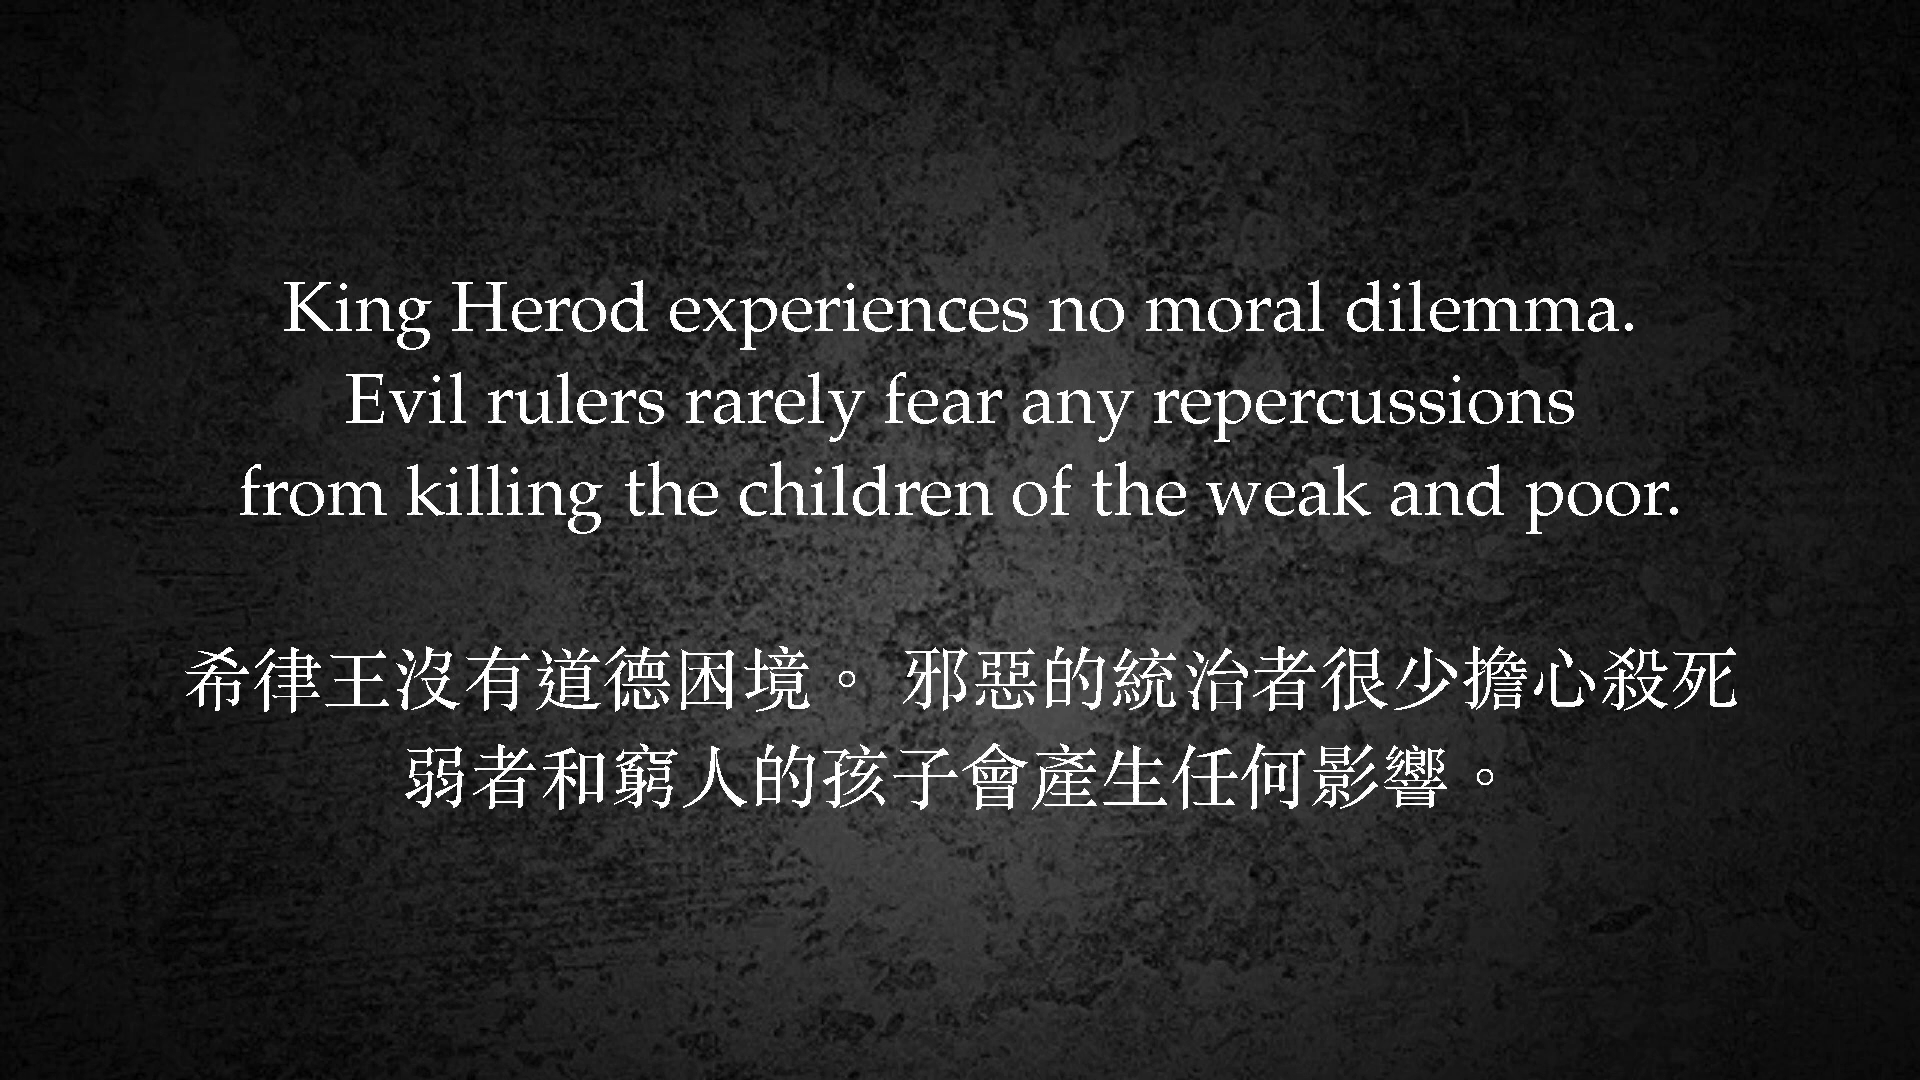 King Herod experiences no moral dilemma.
Evil rulers rarely fear any repercussions
from killing the children of the weak and poor.
希律王沒有道德困境。 邪惡的統治者很少擔心殺死
弱者和窮人的孩子會產生任何影響。